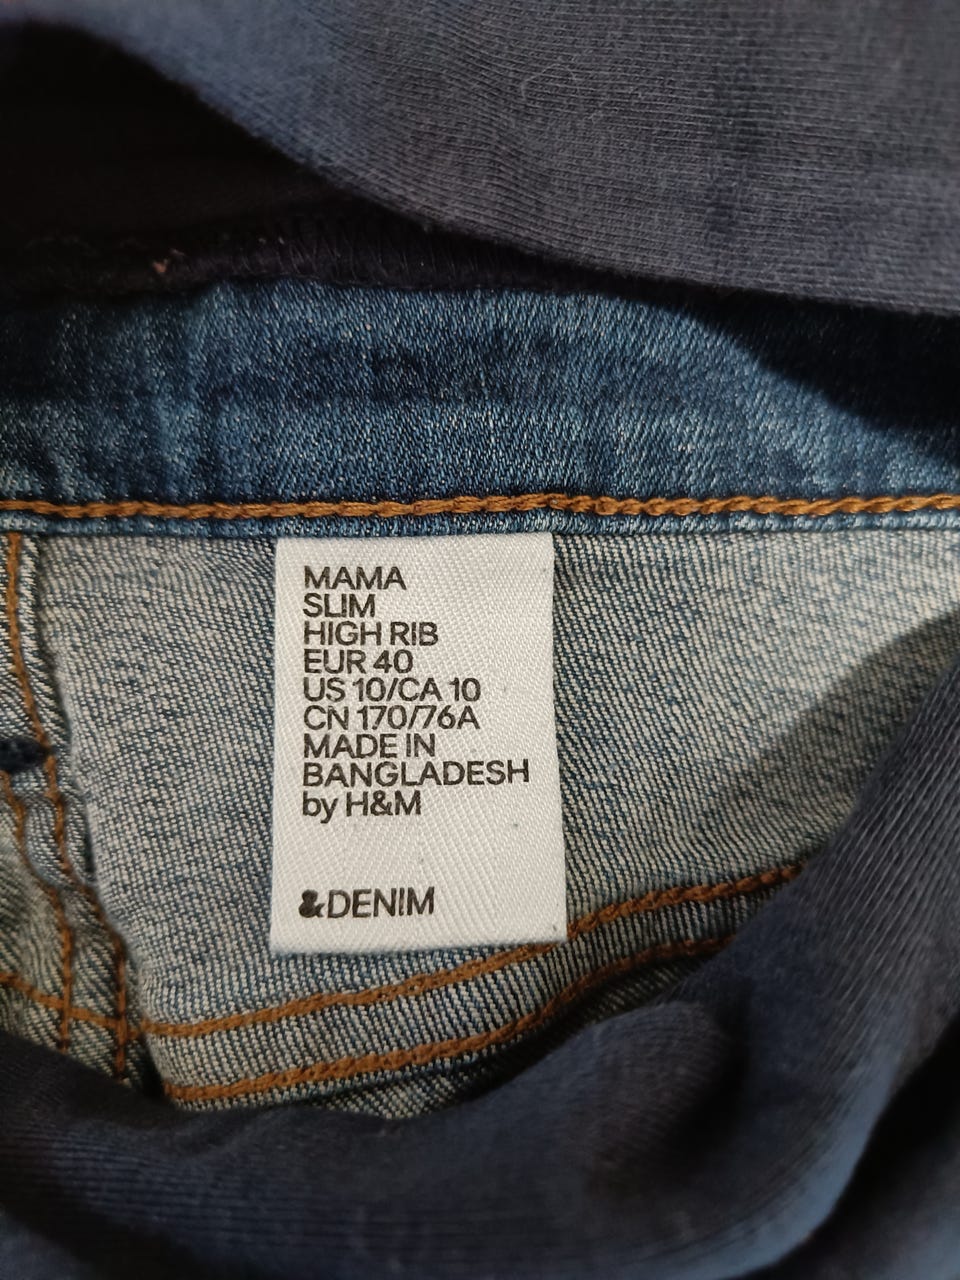 MAMA
SLIM
HIGH RIB
EUR 40
US 10/CA 10
CN 170/76A
MADE IN
BANGLADESH
by H&M
&DENIM